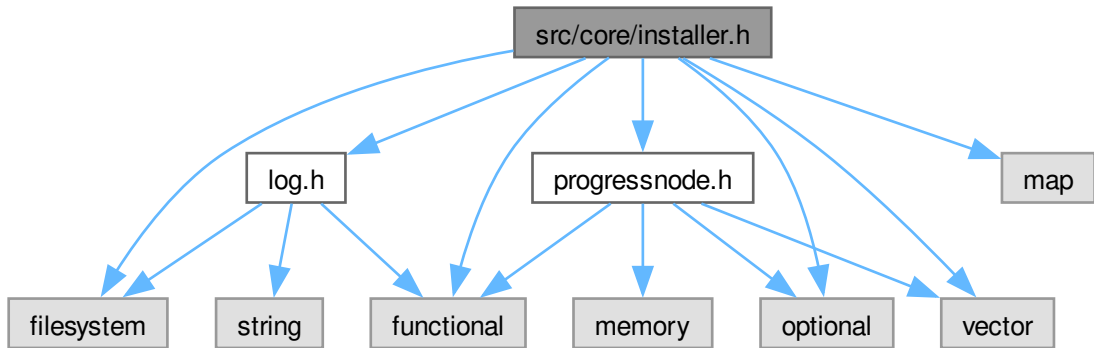 src/core/installer.h
log.h
progressnode.h
map
filesystem
string
functional
memory
optional
vector